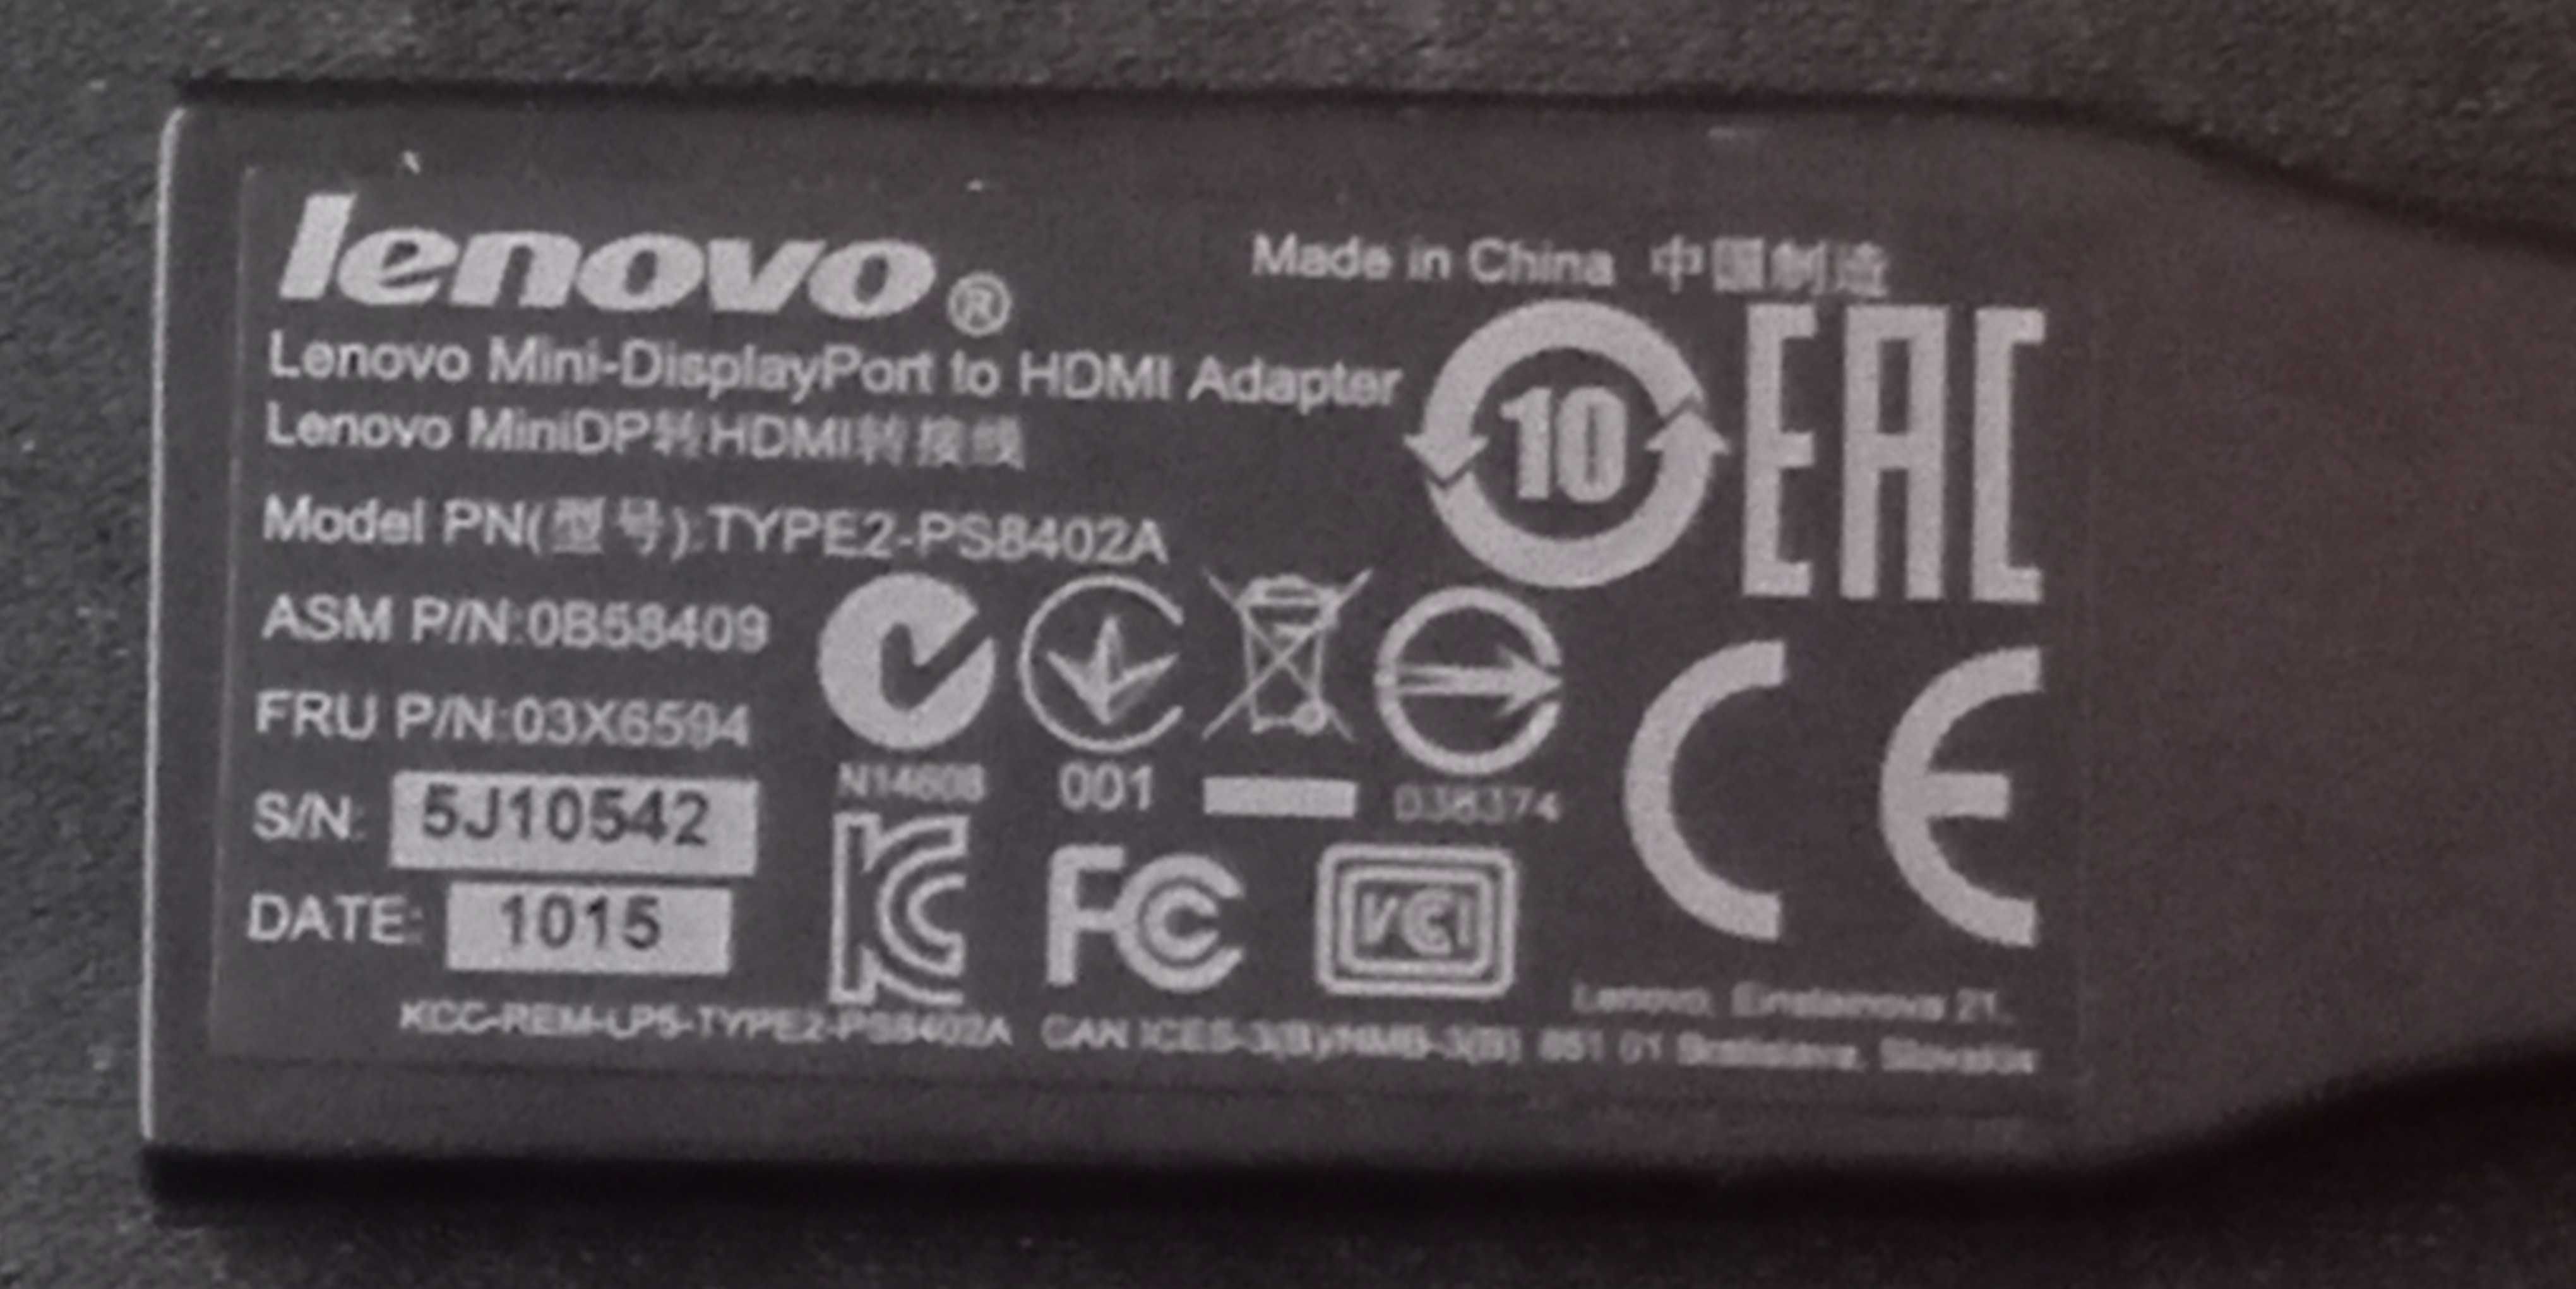 lenovo®
Made in China 中国制造
Lenovo Mini-DisplayPort to HDMI Adapter
Lenovo MiniDP转HDMI转接线
10
EAC
Model PN(型号):TYPE2-PS8402A
ASM P/N:0B58409
FRU P/N:03X6594
S/N: 5J10542
DATE: 1015
N14608
001
CE
KC
FC
VCI
KCC-REM-LP5-TYPE2-PS8402A
CAN ICES-3(B)/NMB-3(B)
Lenovo, Einsteinova 21,
851 01 Bratislava, Slovakia